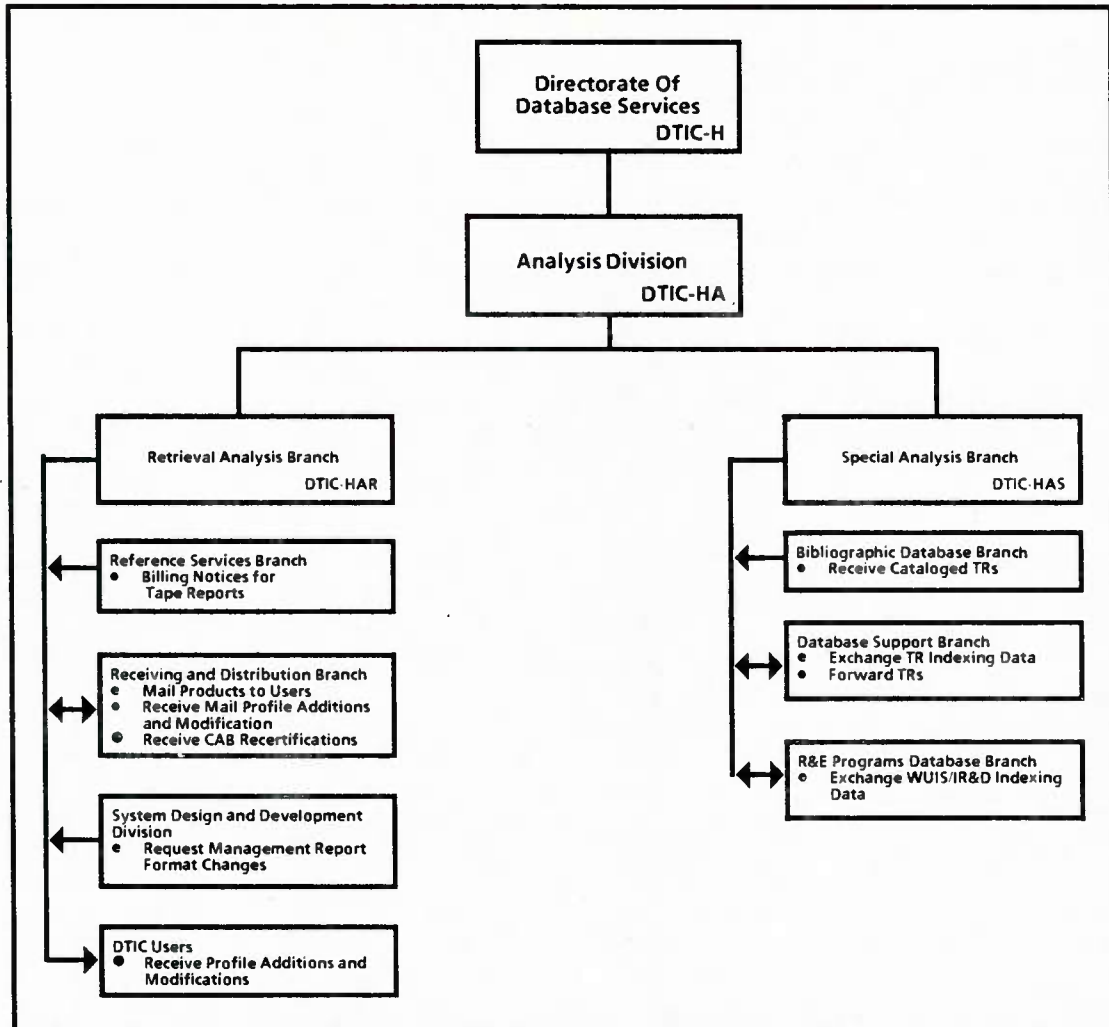 Directorate Of
Database Services
DTIC-H
Analysis Division
DTIC-HA
Retrieval Analysis Branch
DTIC-HAR
Reference Services Branch
• Billing Notices for
Tape Reports
Receiving and Distribution Branch
• Mail Products to Users
• Receive Mail Profile Additions
and Modification
• Receive CAB Recertifications
System Design and Development
Division
• Request Management Report
Format Changes
DTIC Users
• Receive Profile Additions and
Modifications
Special Analysis Branch
DTIC-HAS
Bibliographic Database Branch
• Receive Cataloged TRs
Database Support Branch
• Exchange TR Indexing Data
• Forward TRs
R&E Programs Database Branch
• Exchange WUIS/IR&D Indexing
Data